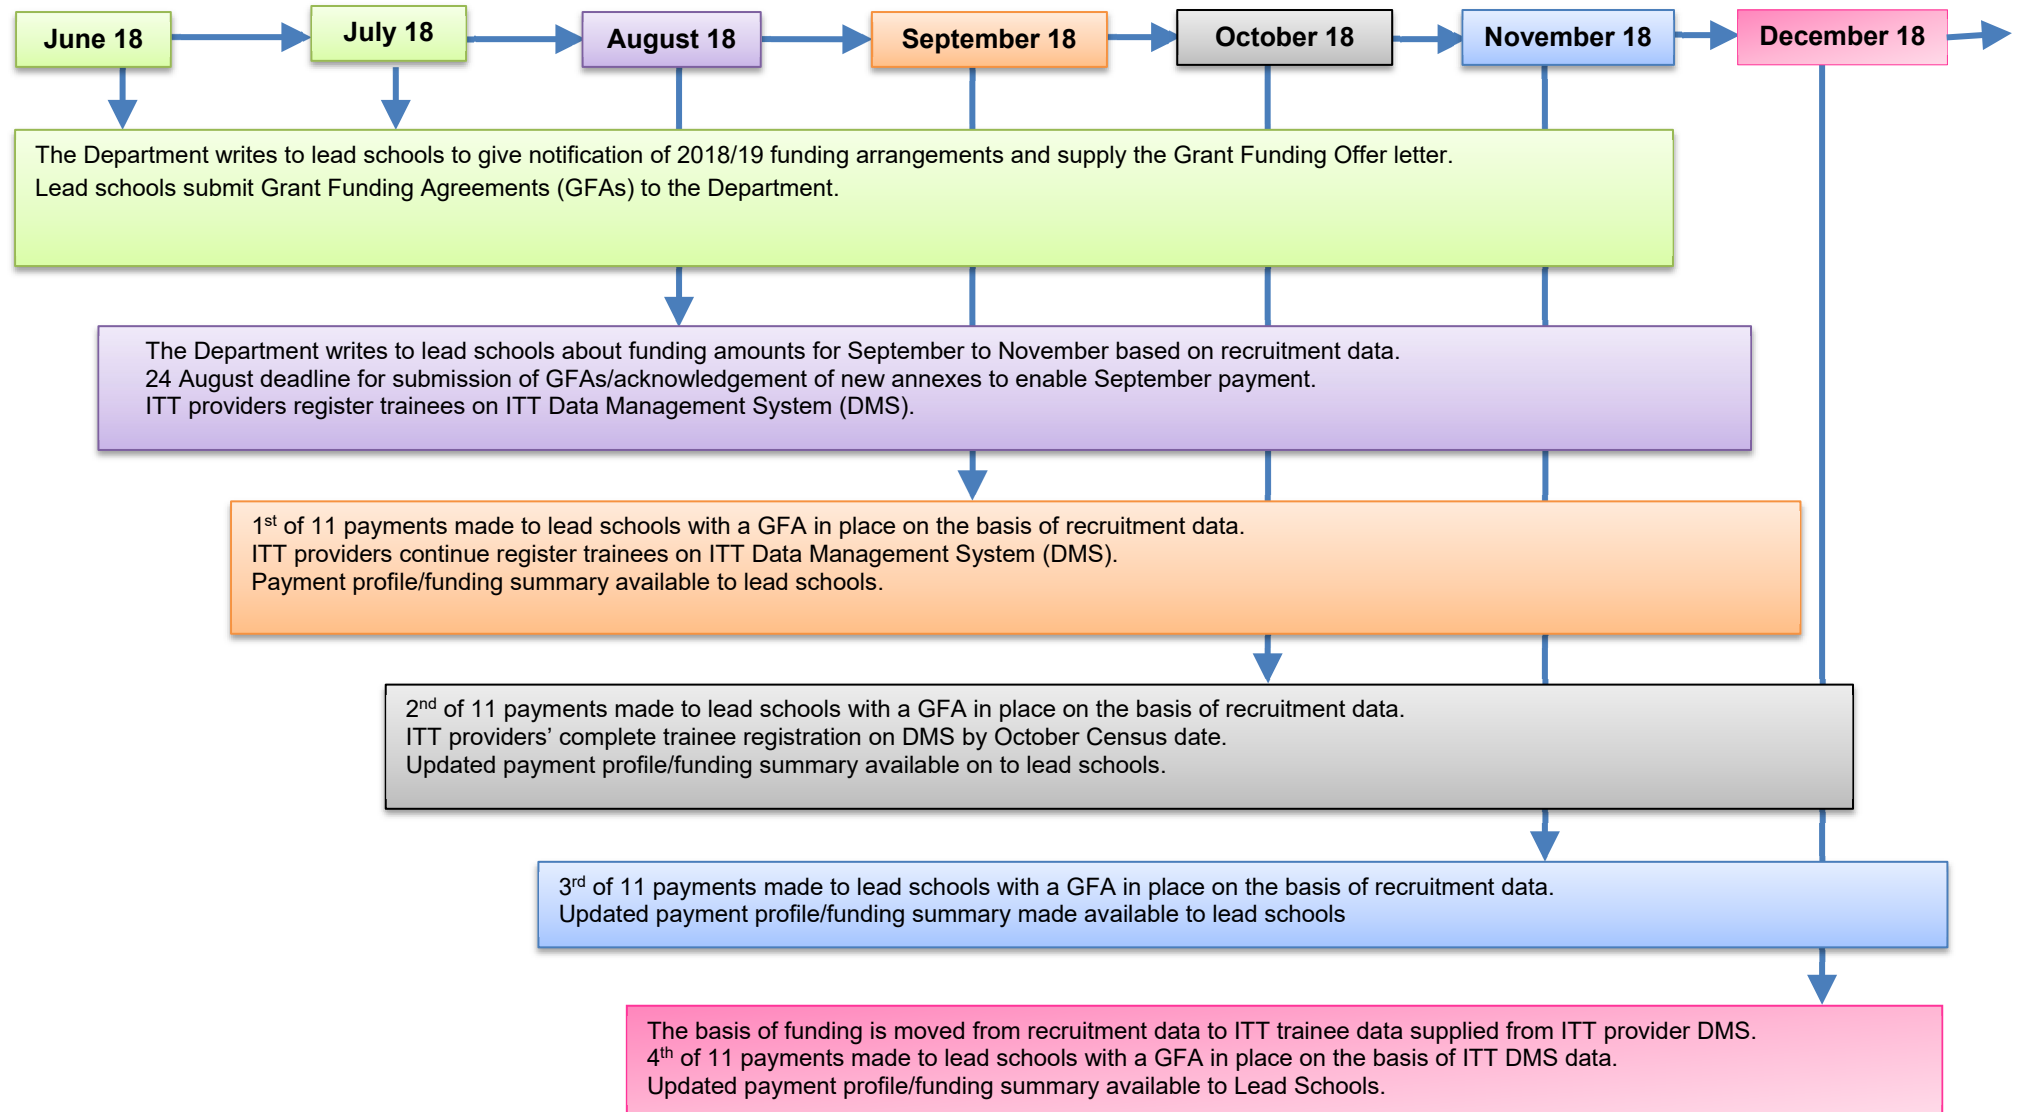 June 18
July 18
August 18
September 18
October 18
November 18
December 18
The Department writes to lead schools to give notification of 2018/19 funding arrangements and supply the Grant Funding Offer letter.
Lead schools submit Grant Funding Agreements (GFAs) to the Department.
The Department writes to lead schools about funding amounts for September to November based on recruitment data.
24 August deadline for submission of GFAs/acknowledgement of new annexes to enable September payment.
ITT providers register trainees on ITT Data Management System (DMS).
1st of 11 payments made to lead schools with a GFA in place on the basis of recruitment data.
ITT providers continue register trainees on ITT Data Management System (DMS).
Payment profile/funding summary available to lead schools.
2nd of 11 payments made to lead schools with a GFA in place on the basis of recruitment data.
ITT providers’ complete trainee registration on DMS by October Census date.
Updated payment profile/funding summary available on to lead schools.
3rd of 11 payments made to lead schools with a GFA in place on the basis of recruitment data.
Updated payment profile/funding summary made available to lead schools
The basis of funding is moved from recruitment data to ITT trainee data supplied from ITT provider DMS.
4th of 11 payments made to lead schools with a GFA in place on the basis of ITT DMS data.
Updated payment profile/funding summary available to Lead Schools.